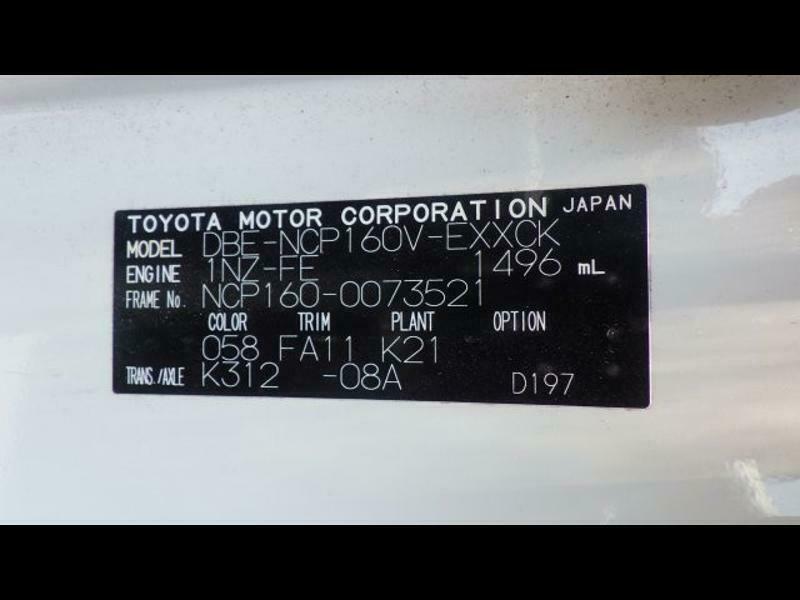 TOYOTA MOTOR CORPORATION JAPAN
MODEL DBE-NCP160V-EXXCK
ENGINE 1NZ-FE 1496 mL
FRAME No. NCP160-0073521
COLOR TRIM PLANT OPTION
058 FA11 K21
TRANS./AXLE K312 -08A D197